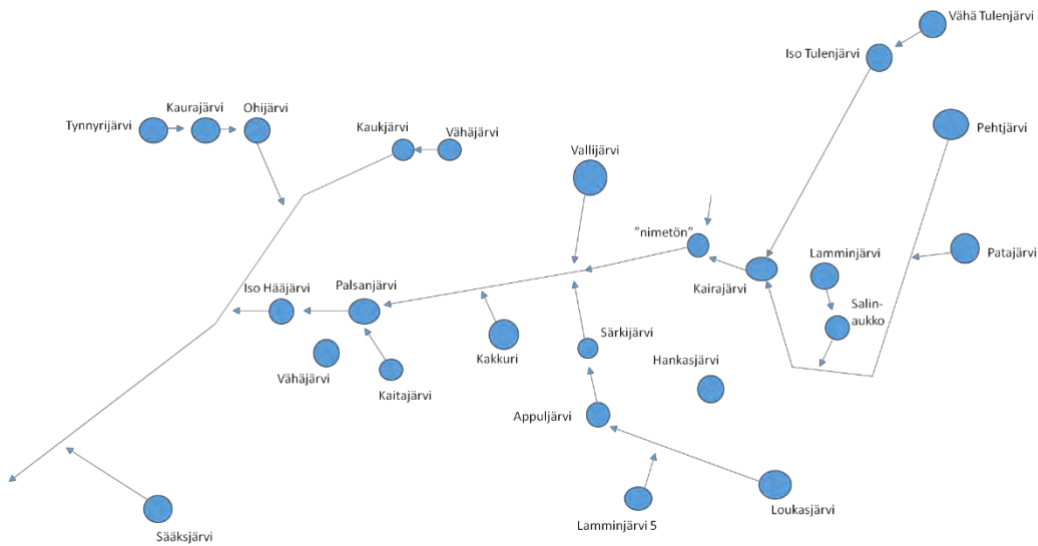 Vähä Tulenjärvi
Iso Tulenjärvi
Kaurajärvi
Ohijärvi
Tynnyrijärvi
Kaukjärvi
Vähäjärvi
Pehtjärvi
Vallijärvi
"nimetön"
Lamminjärvi
Patajärvi
Kairajärvi
Iso Hääjärvi
Palsanjärvi
Salin-
aukko
Särkijärvi
Kakkuri
Hankasjärvi
Vähäjärvi
Kaitajärvi
Appuljärvi
Loukasjärvi
Lamminjärvi 5
Sääksjärvi